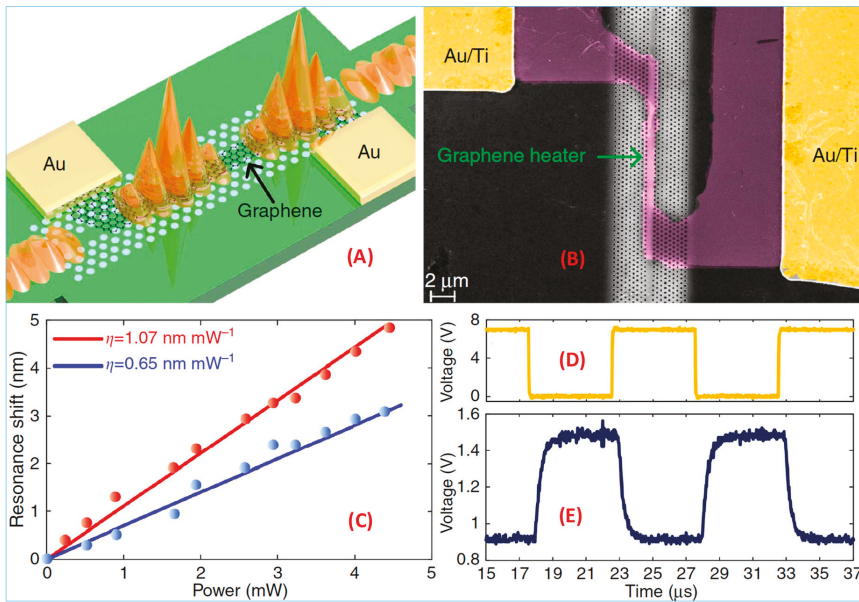 Au
Au
Graphene
(A)
Au/Ti
Graphene heater
Au/Ti
(B)
2 μm
5
4
3
2
1
0
Resonance shift (nm)
η=1.07 nm mW⁻¹
η=0.65 nm mW⁻¹
(C)
0 1 2 3 4 5
Power (mW)
8
4
0
Voltage (V)
(D)
1.6
1.4
1.2
1
0.8
Voltage (V)
(E)
15 17 19 21 23 25 27 29 31 33 35 37
Time (μs)